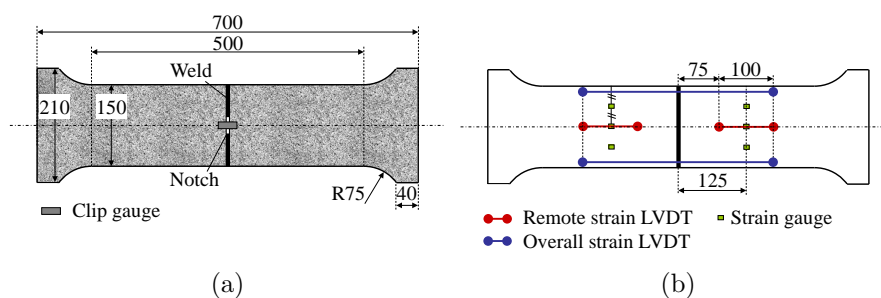 700
500
Weld
210
150
Notch
R75
40
Clip gauge
(a)
75
100
125
Remote strain LVDT
Strain gauge
Overall strain LVDT
(b)